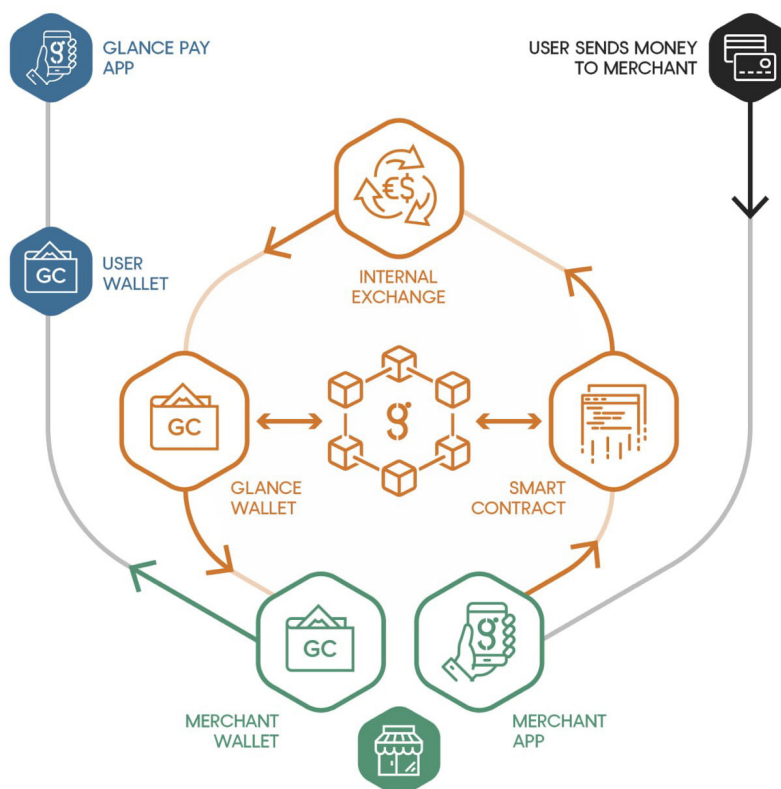 GLANCE PAY
APP
USER SENDS MONEY
TO MERCHANT
€$
INTERNAL
EXCHANGE
GC
USER
WALLET
GC
g
GLANCE
WALLET
SMART
CONTRACT
GC
g
MERCHANT
WALLET
MERCHANT
APP